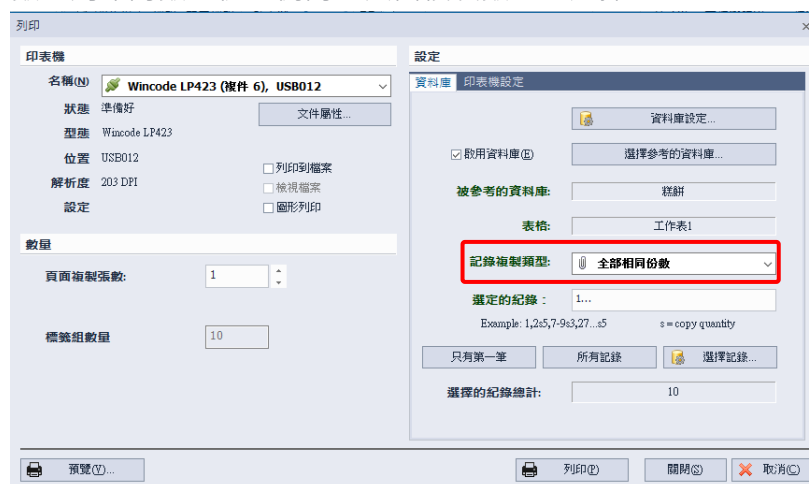 列印
印表機
名稱(N)
Wincode LP423 (複件 6), USB012
狀態
準備好
文件屬性...
型態
Wincode LP423
位置
USB012
列印到檔案
解析度
203 DPI
檢視檔案
設定
圖形列印
數量
頁面複製張數:
1
標籤組數量
10
設定
資料庫
印表機設定
資料庫設定...
啟用資料庫(E)
選擇參考的資料庫...
被參考的資料庫:
糕餅
表格:
工作表1
記錄複製類型:
全部相同份數
選定的紀錄：
1...
Example: 1,2s5,7-9s3,27...s5
s = copy quantity
只有第一筆
所有記錄
選擇記錄...
選擇的紀錄總計:
10
預覽(Y)...
列印(P)
關閉(S)
取消(C)